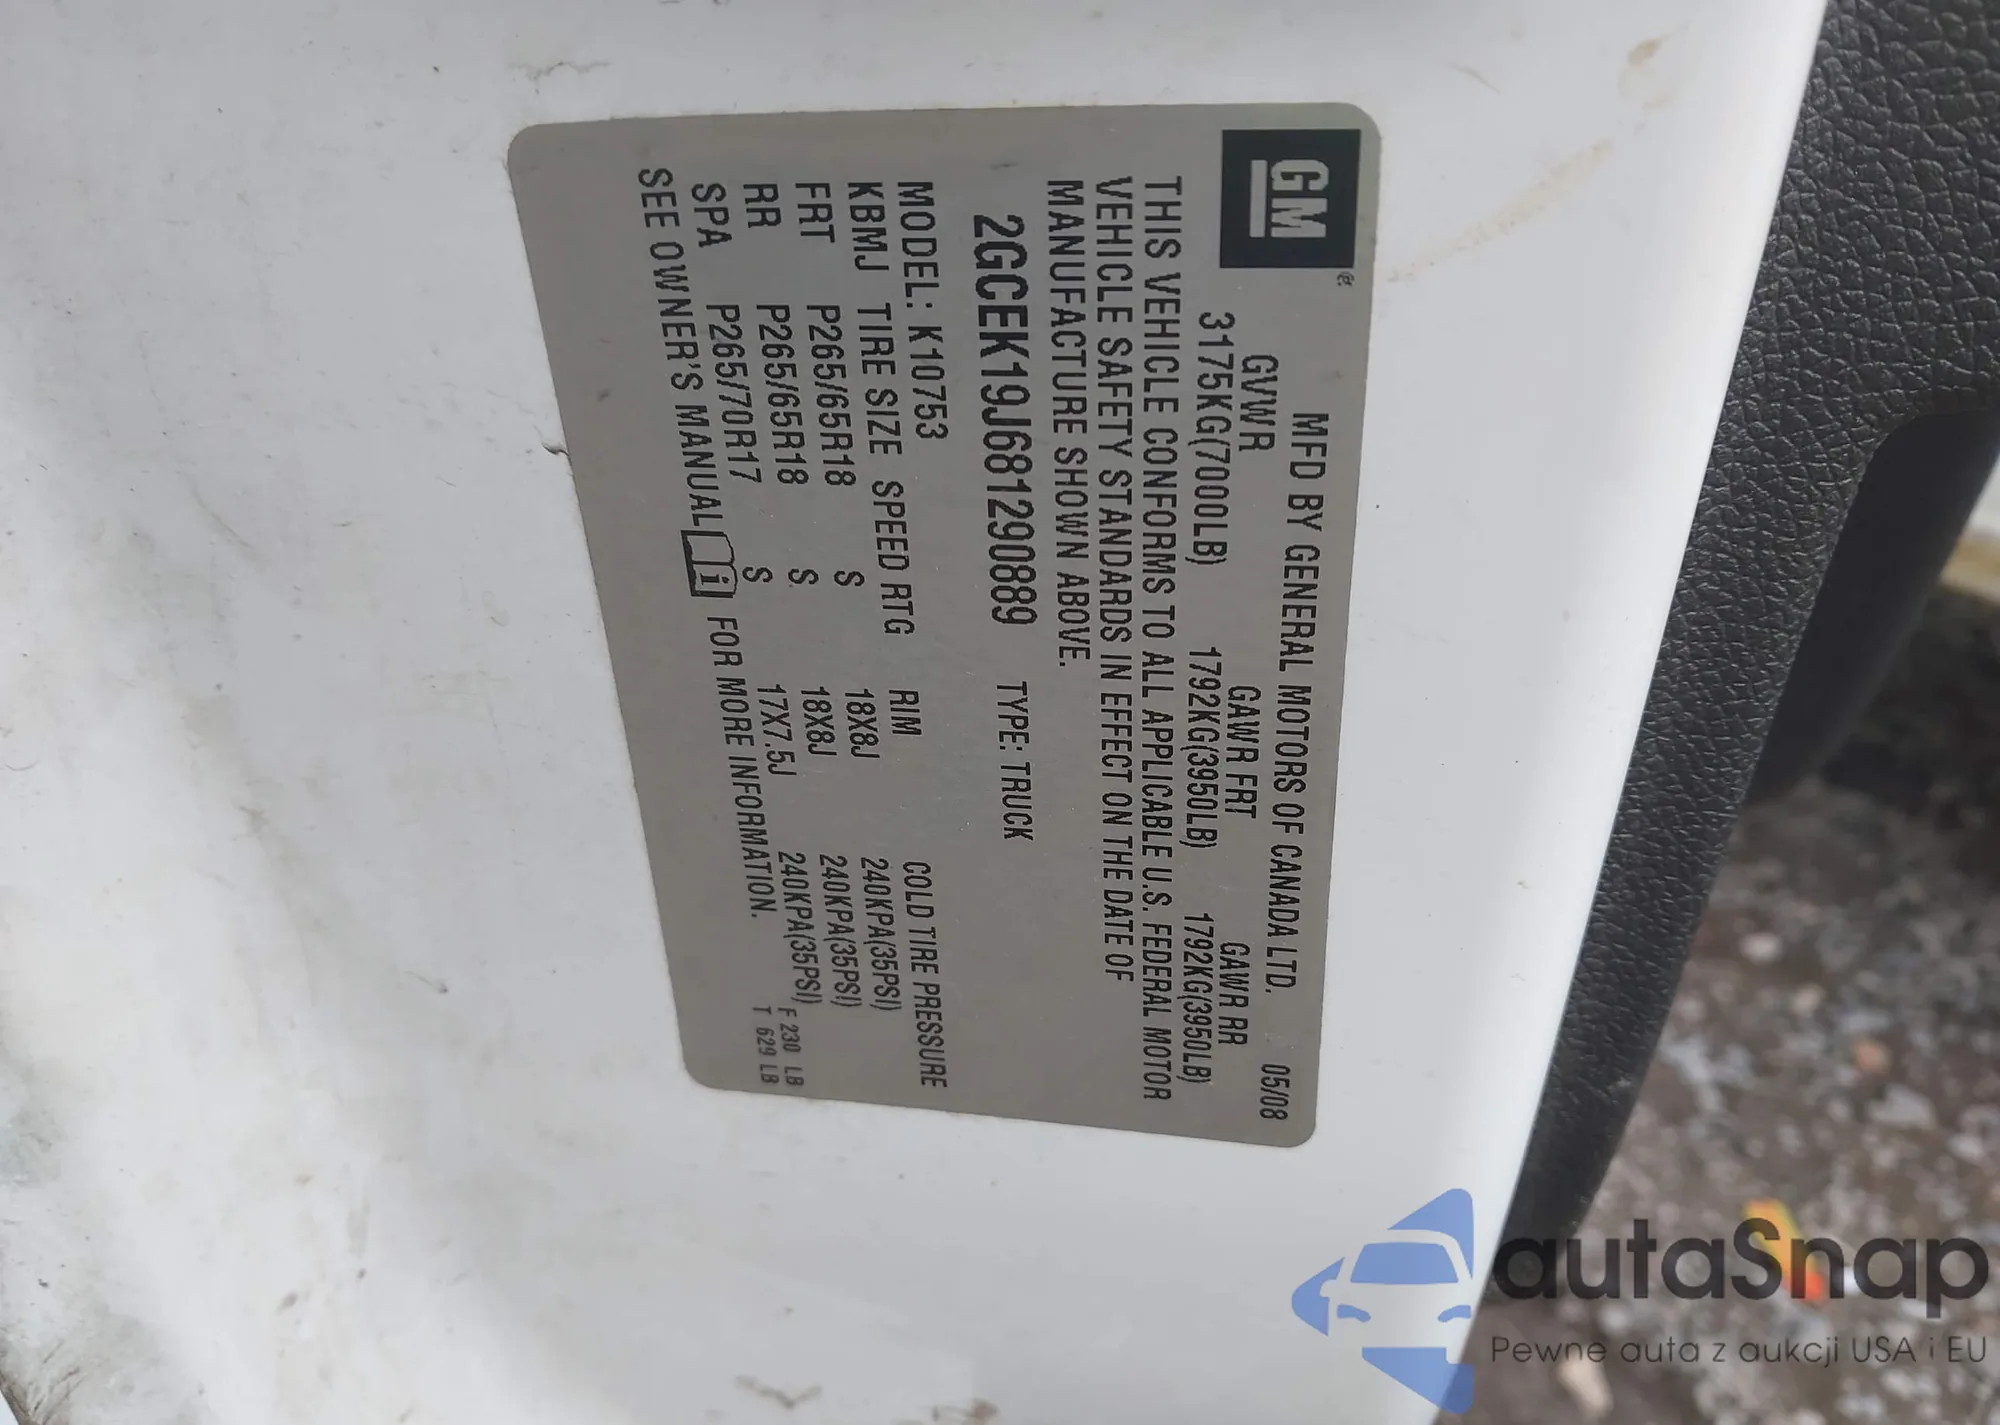 GM
MFD BY GENERAL MOTORS OF CANADA LTD. 05/08
GVWR GAWR FRT GAWR RR
3175KG(7000LB) 1792KG(3950LB) 1792KG(3950LB)
THIS VEHICLE CONFORMS TO ALL APPLICABLE U.S. FEDERAL MOTOR
VEHICLE SAFETY STANDARDS IN EFFECT ON THE DATE OF
MANUFACTURE SHOWN ABOVE.
2GCEK19J681290889 TYPE: TRUCK
MODEL: K10753
KBMJ TIRE SIZE SPEED RTG RIM COLD TIRE PRESSURE
FRT P265/65R18 S 18X8J 240KPA(35PSI)
RR P265/65R18 S 18X8J 240KPA(35PSI)
SPA P265/70R17 S 17X7.5J 240KPA(35PSI) F 230 LB
SEE OWNER'S MANUAL i FOR MORE INFORMATION. T 629 LB
autaSnap
Pewne auta z aukcji USA i EU